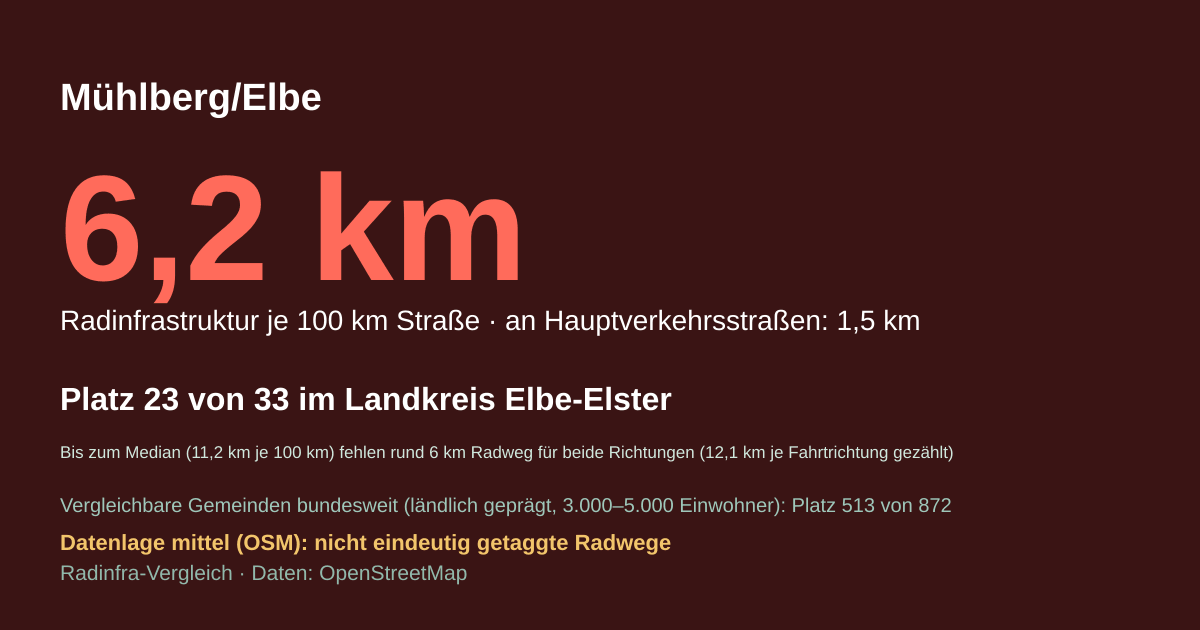 Mühlberg/Elbe
6,2 km
Radinfrastruktur je 100 km Straße · an Hauptverkehrsstraßen: 1,5 km
Platz 23 von 33 im Landkreis Elbe-Elster
Bis zum Median (11,2 km je 100 km) fehlen rund 6 km Radweg für beide Richtungen (12,1 km je Fahrtrichtung gezählt)
Vergleichbare Gemeinden bundesweit (ländlich geprägt, 3.000–5.000 Einwohner): Platz 513 von 872
Datenlage mittel (OSM): nicht eindeutig getaggte Radwege
Radinfra-Vergleich · Daten: OpenStreetMap